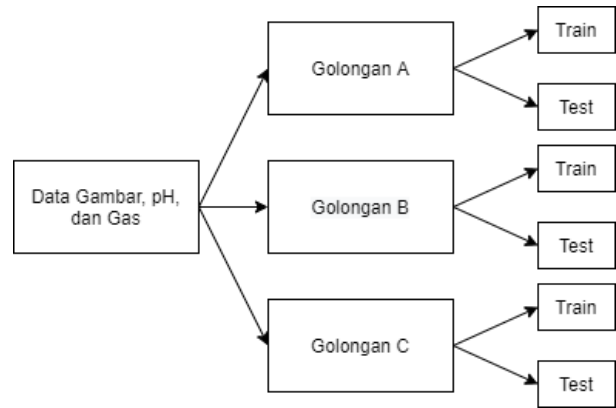 Data Gambar, pH,
dan Gas
Golongan A
Train
Test
Golongan B
Train
Test
Golongan C
Train
Test